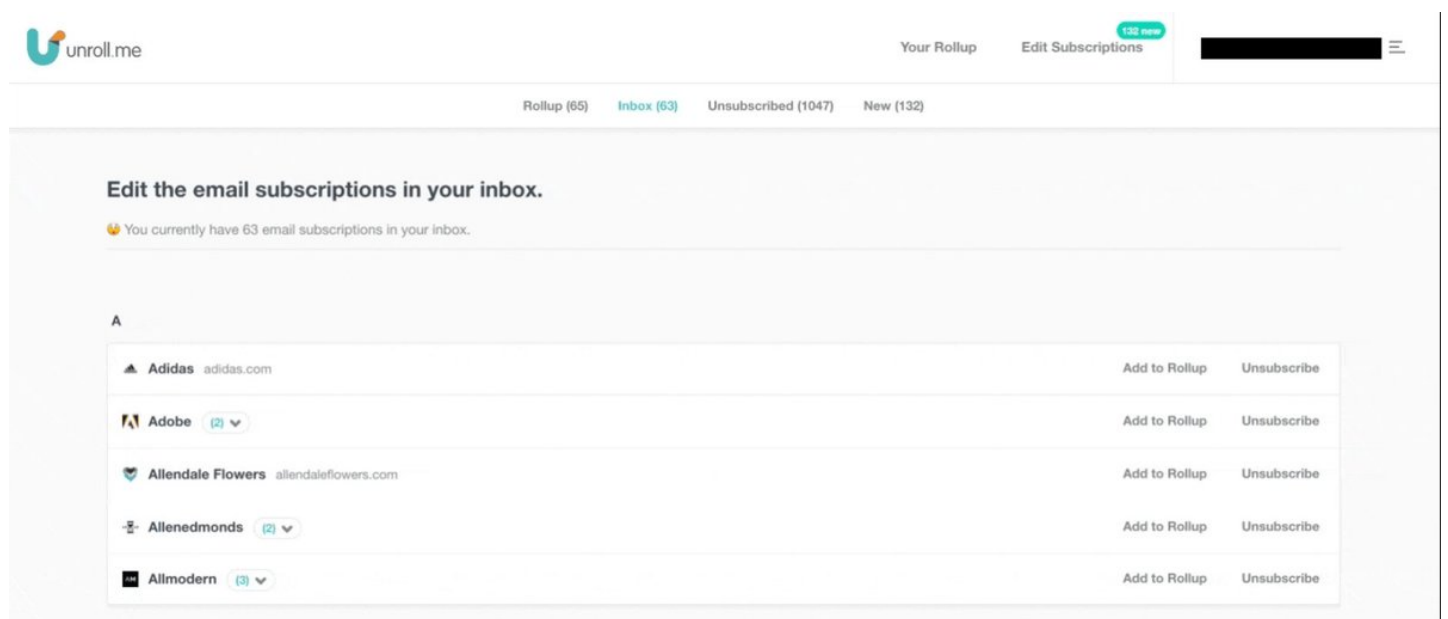 unroll.me
Your Rollup Edit Subscriptions 132 new
Rollup (65) Inbox (63) Unsubscribed (1047) New (132)
Edit the email subscriptions in your inbox.
You currently have 63 email subscriptions in your inbox.
A
Adidas adidas.com Add to Rollup Unsubscribe
Adobe (2) Add to Rollup Unsubscribe
Allendale Flowers allendaleflowers.com Add to Rollup Unsubscribe
Allenedmonds (2) Add to Rollup Unsubscribe
AM Allmodern (3) Add to Rollup Unsubscribe